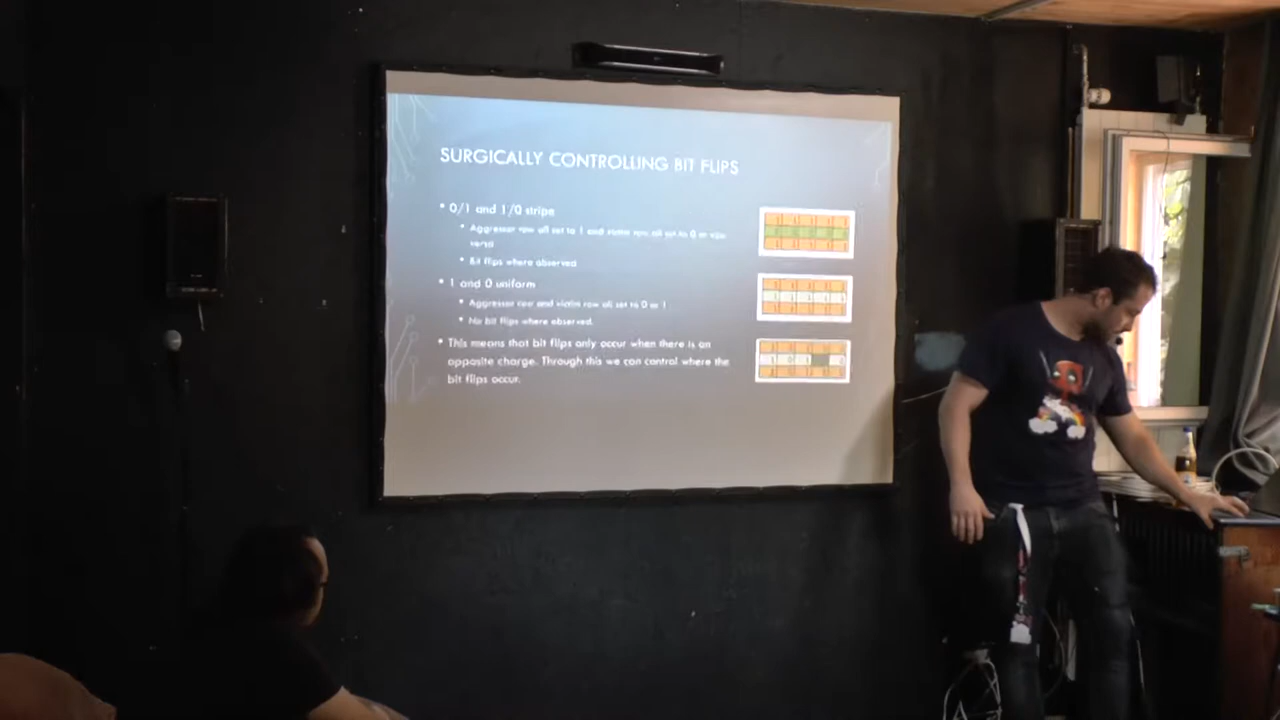 SURGICALLY CONTROLLING BIT FLIPS
• 0/1 and 1/0 stripe
• Aggressor row all set to 1 and victim row all set to 0 or vice
versa
• Bit flips where observed
• 1 and 0 uniform
• Aggressor row and victim row all set to 0 or 1
• No bit flips where observed.
• This means that bit flips only occur when there is an
opposite charge. Through this we can control where the
bit flips occur.